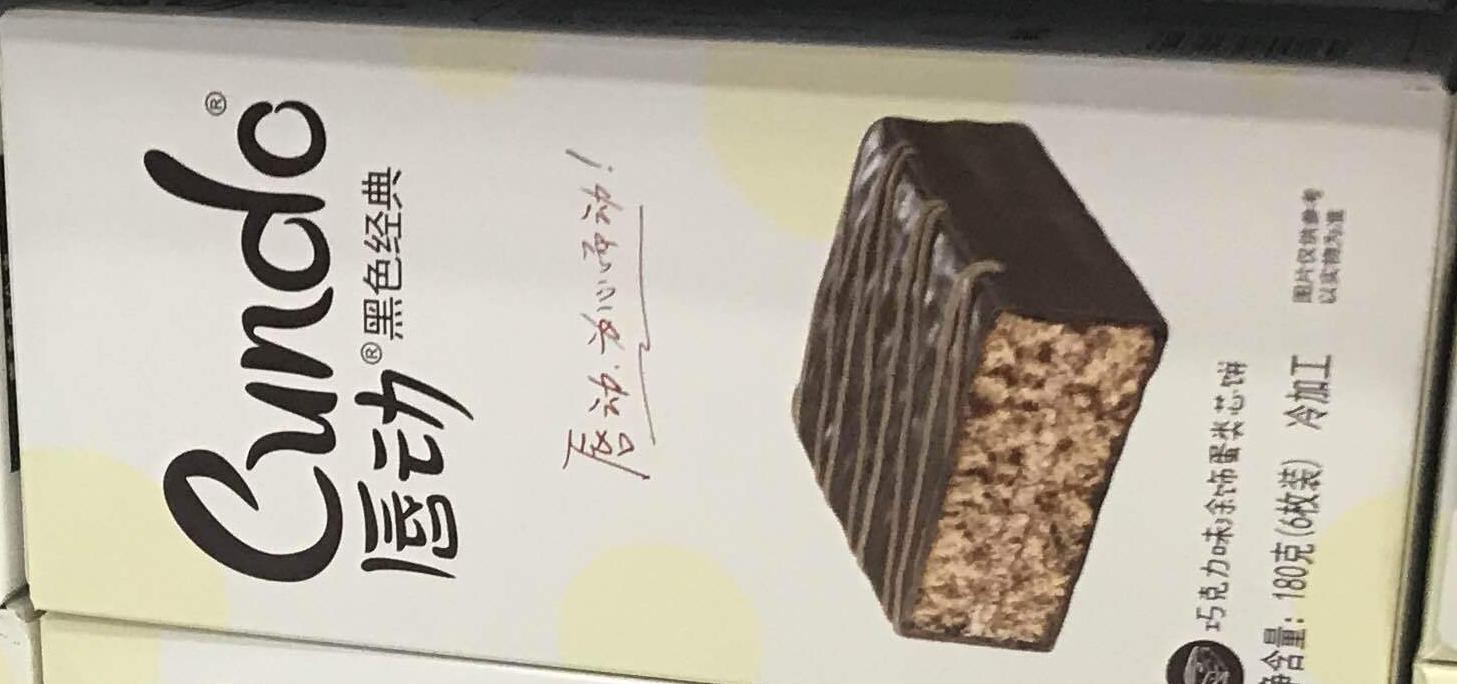 Cundo®
唇动®黑色经典
唇动·为心而动!
巧克力味涂饰蛋类芯饼
净含量:180克(6枚装) 冷加工
图片仅供参考
以实物为准